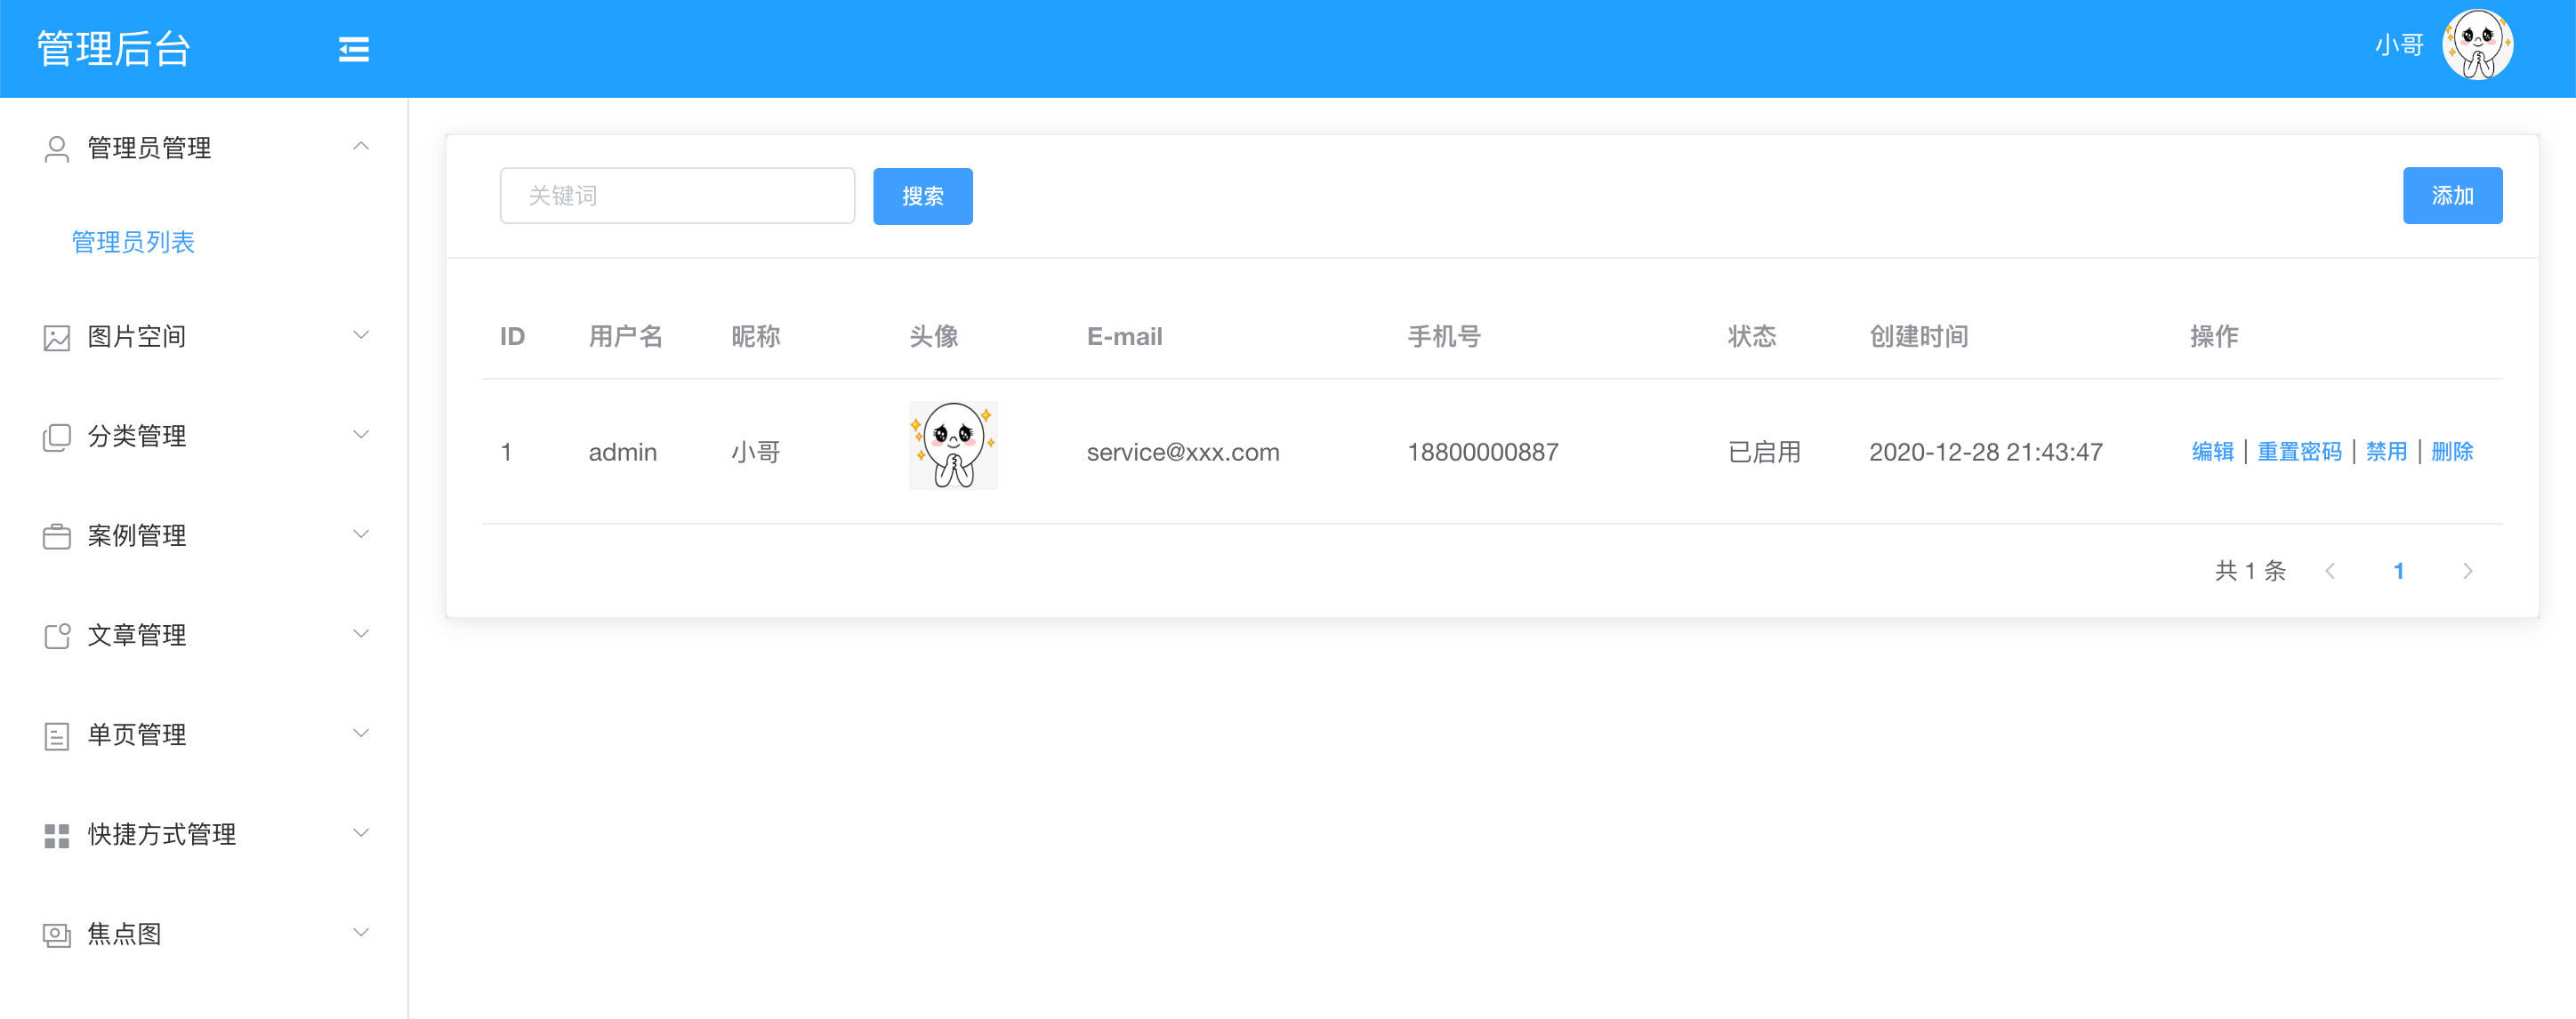 管理后台
小哥
管理员管理
管理员列表
图片空间
分类管理
案例管理
文章管理
单页管理
快捷方式管理
焦点图
关键词 搜索 添加
ID 用户名 昵称 头像 E-mail 手机号 状态 创建时间 操作
1 admin 小哥 service@xxx.com 18800000887 已启用 2020-12-28 21:43:47 编辑 | 重置密码 | 禁用 | 删除
共 1 条 1